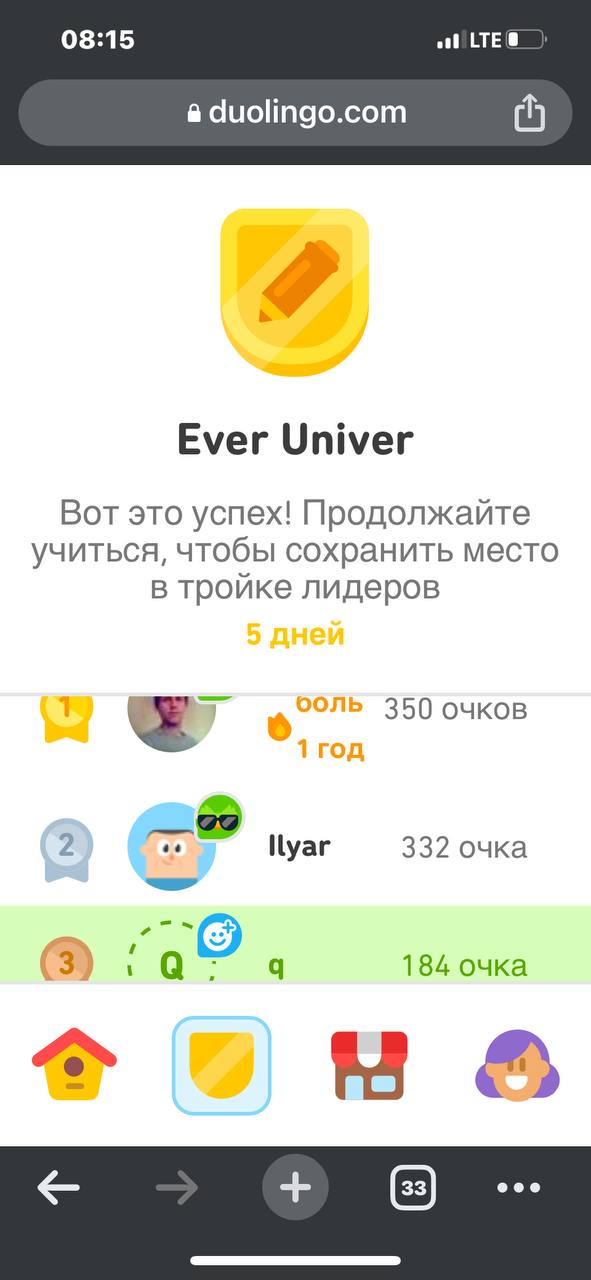 08:15
LTE
duolingo.com
Ever Univer
Вот это успех! Продолжайте
учиться, чтобы сохранить место
в тройке лидеров
5 дней
1
боль
350 очков
1 год
2
Ilyar
332 очка
3
Q
q
184 очка
33